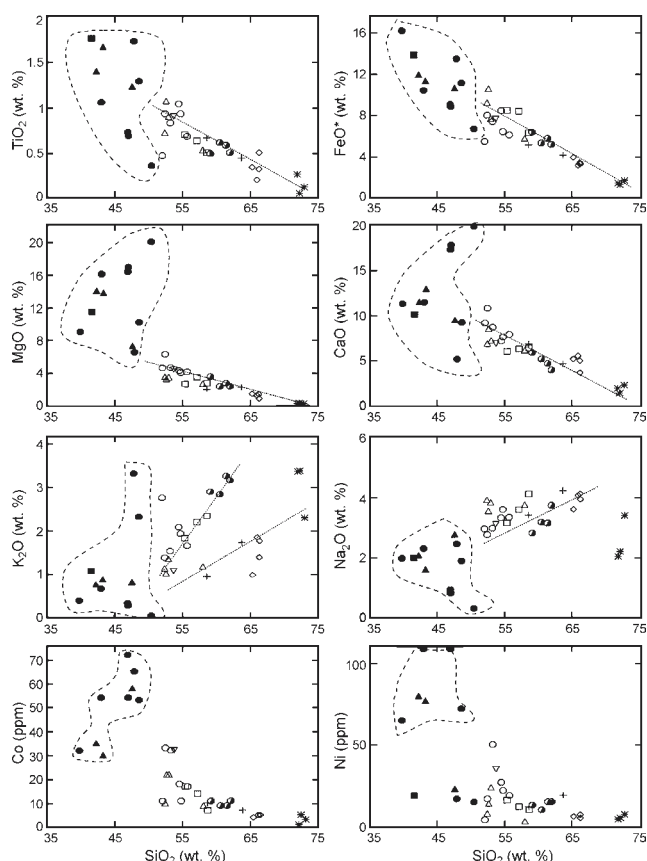 2
1.5
1
0.5
0
TiO2 (wt. %)
35 45 55 65 75
16
12
8
4
0
FeO* (wt. %)
35 45 55 65 75
20
16
12
8
4
0
MgO (wt. %)
35 45 55 65 75
20
15
10
5
0
CaO (wt. %)
35 45 55 65 75
4
3
2
1
0
K2O (wt. %)
35 45 55 65 75
6
4
2
0
Na2O (wt. %)
35 45 55 65 75
70
60
50
40
30
20
10
0
Co (ppm)
35 45 55 65 75
SiO2 (wt. %)
100
50
0
Ni (ppm)
35 45 55 65 75
SiO2 (wt. %)